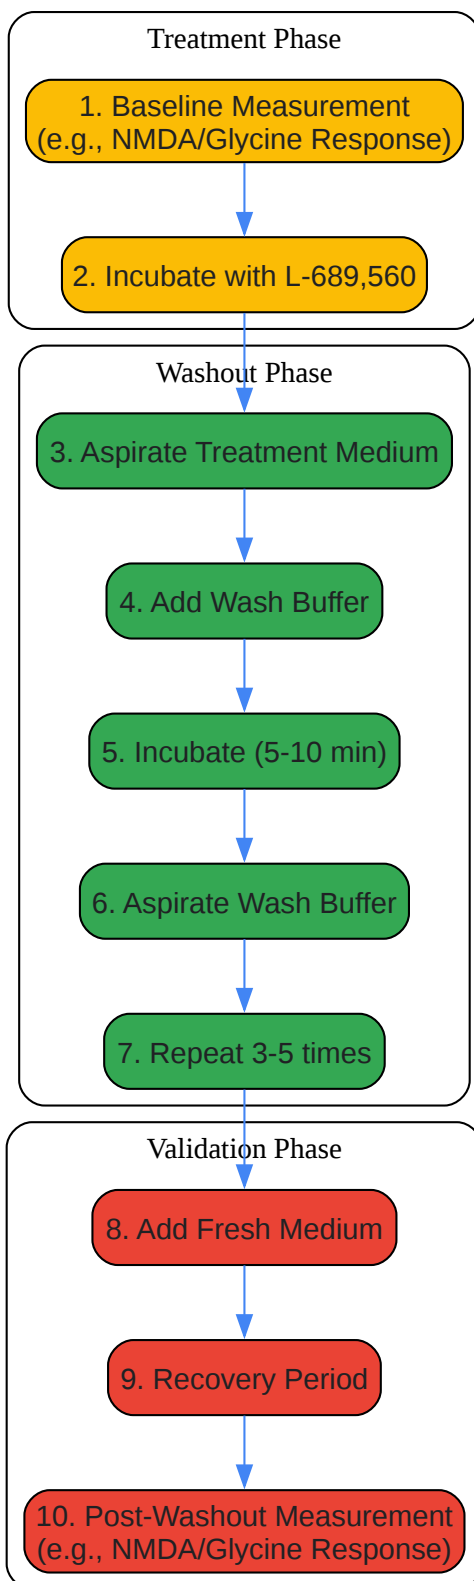 Treatment Phase
1. Baseline Measurement
(e.g., NMDA/Glycine Response)
2. Incubate with L-689,560
Washout Phase
3. Aspirate Treatment Medium
4. Add Wash Buffer
5. Incubate (5-10 min)
6. Aspirate Wash Buffer
7. Repeat 3-5 times
Validation Phase
8. Add Fresh Medium
9. Recovery Period
10. Post-Washout Measurement
(e.g., NMDA/Glycine Response)